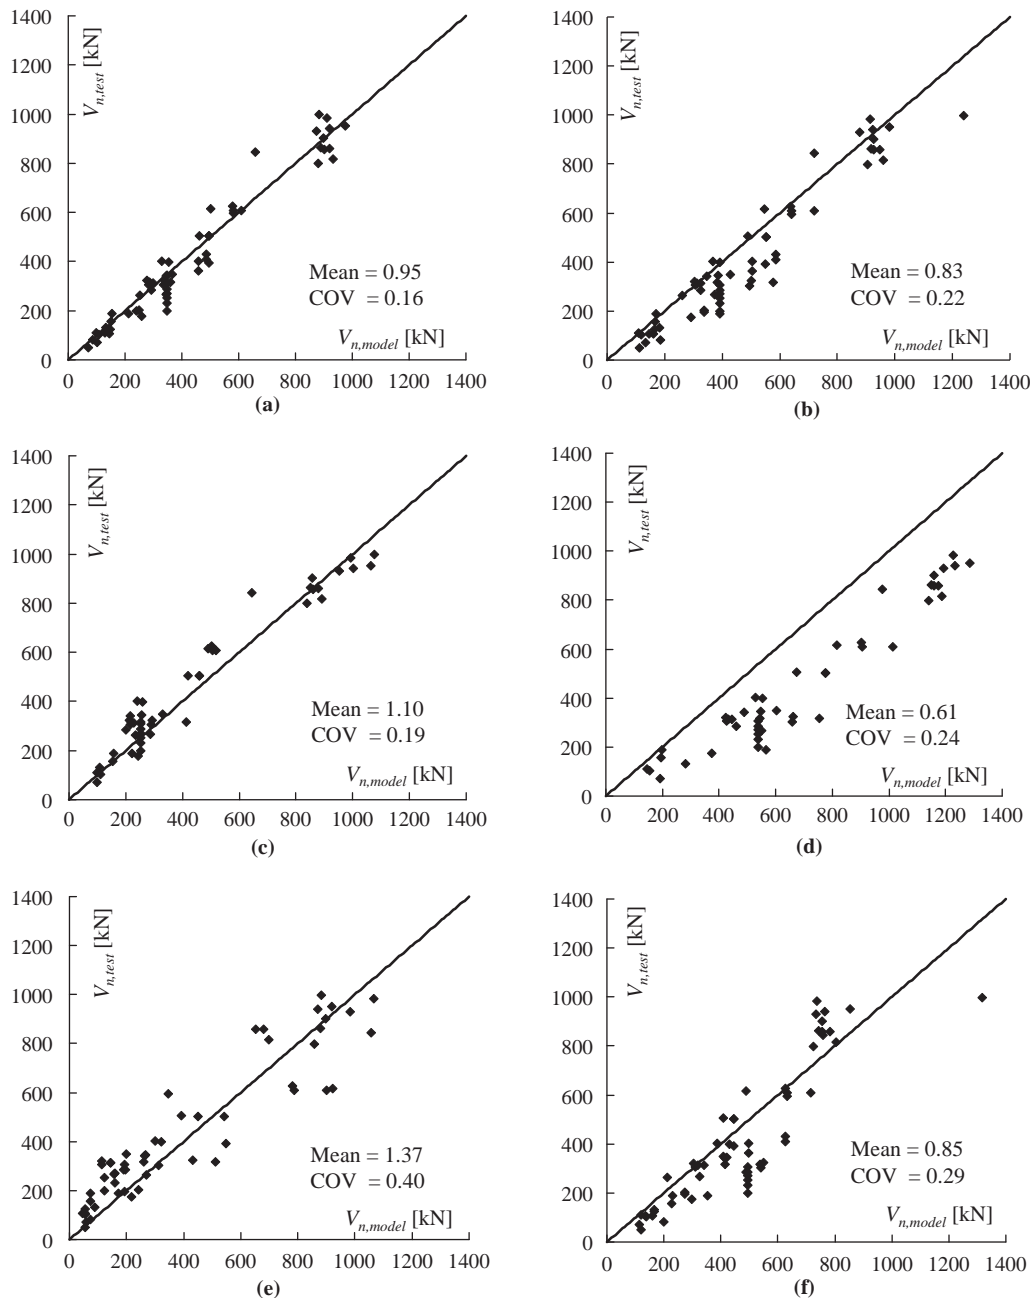 1400 1400
1200 1200
1000 1000
800 800
600 600
400 400
200 200
0 0
V_{n,test} [kN] V_{n,test} [kN]
Mean = 0.95 Mean = 0.83
COV = 0.16 COV = 0.22
V_{n,model} [kN] V_{n,model} [kN]
0 200 400 600 800 1000 1200 1400 0 200 400 600 800 1000 1200 1400
(a) (b)
1400 1400
1200 1200
1000 1000
800 800
600 600
400 400
200 200
0 0
V_{n,test} [kN] V_{n,test} [kN]
Mean = 1.10 Mean = 0.61
COV = 0.19 COV = 0.24
V_{n,model} [kN] V_{n,model} [kN]
0 200 400 600 800 1000 1200 1400 0 200 400 600 800 1000 1200 1400
(c) (d)
1400 1400
1200 1200
1000 1000
800 800
600 600
400 400
200 200
0 0
V_{n,test} [kN] V_{n,test} [kN]
Mean = 1.37 Mean = 0.85
COV = 0.40 COV = 0.29
V_{n,model} [kN] V_{n,model} [kN]
0 200 400 600 800 1000 1200 1400 0 200 400 600 800 1000 1200 1400
(e) (f)